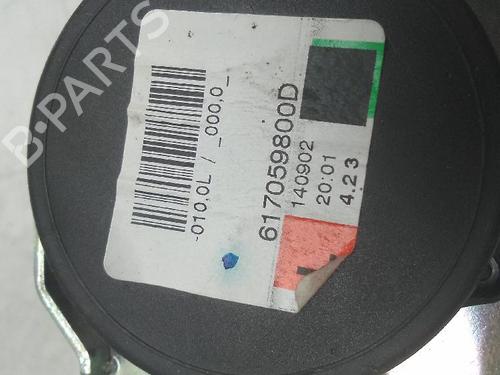 617059800D
140902
20:01
4.23
-010,0L / _000,0_
B-PARTS